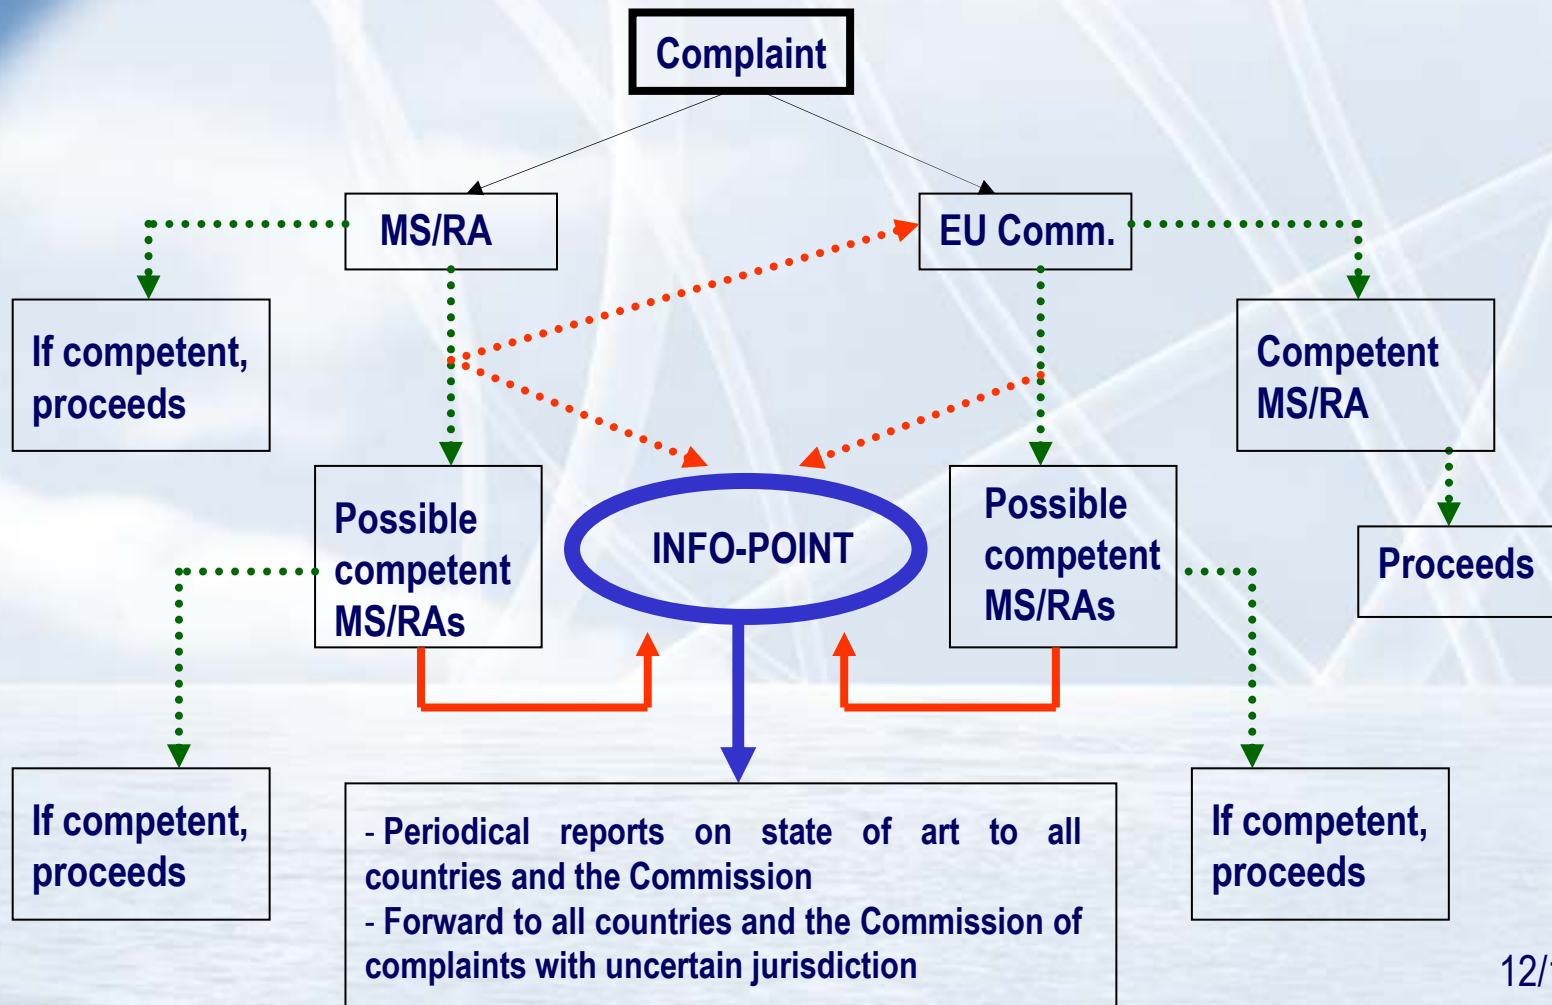 Complaint
MS/RA
EU Comm.
If competent,
proceeds
Competent
MS/RA
Possible
competent
MS/RAs
INFO-POINT
Possible
competent
MS/RAs
Proceeds
If competent,
proceeds
- Periodical reports on state of art to all
countries and the Commission
- Forward to all countries and the Commission of
complaints with uncertain jurisdiction
If competent,
proceeds
12/